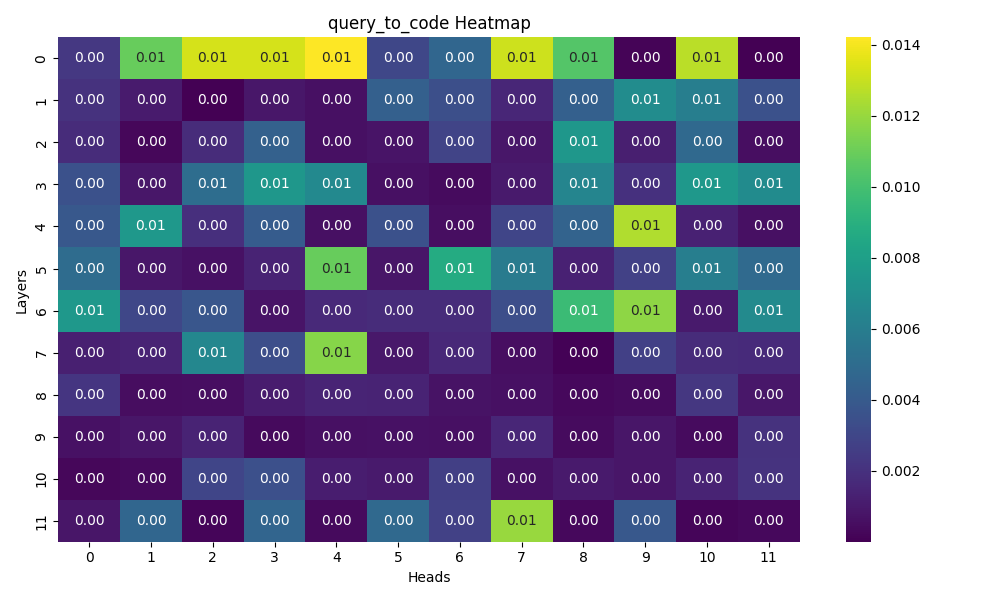 query_to_code Heatmap
0 0.00 0.01 0.01 0.01 0.01 0.00 0.00 0.01 0.01 0.00 0.01 0.00
1 0.00 0.00 0.00 0.00 0.00 0.00 0.00 0.00 0.00 0.01 0.01 0.00
2 0.00 0.00 0.00 0.00 0.00 0.00 0.00 0.00 0.01 0.00 0.00 0.00
3 0.00 0.00 0.01 0.01 0.01 0.00 0.00 0.00 0.01 0.00 0.01 0.01
4 0.00 0.01 0.00 0.00 0.00 0.00 0.00 0.00 0.00 0.01 0.00 0.00
5 0.00 0.00 0.00 0.00 0.01 0.00 0.01 0.01 0.00 0.00 0.01 0.00
6 0.01 0.00 0.00 0.00 0.00 0.00 0.00 0.00 0.01 0.01 0.00 0.01
7 0.00 0.00 0.01 0.00 0.01 0.00 0.00 0.00 0.00 0.00 0.00 0.00
8 0.00 0.00 0.00 0.00 0.00 0.00 0.00 0.00 0.00 0.00 0.00 0.00
9 0.00 0.00 0.00 0.00 0.00 0.00 0.00 0.00 0.00 0.00 0.00 0.00
10 0.00 0.00 0.00 0.00 0.00 0.00 0.00 0.00 0.00 0.00 0.00 0.00
11 0.00 0.00 0.00 0.00 0.00 0.00 0.00 0.01 0.00 0.00 0.00 0.00
0 1 2 3 4 5 6 7 8 9 10 11
Heads
Layers
0.014
0.012
0.010
0.008
0.006
0.004
0.002